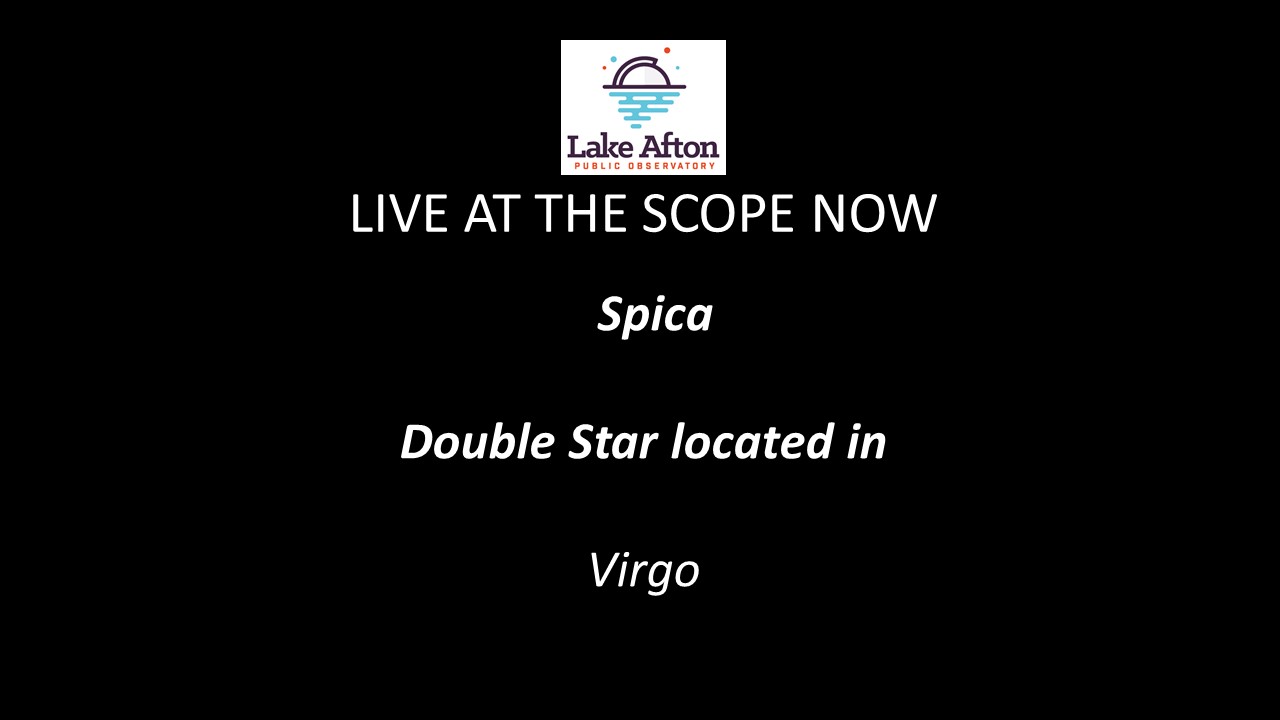 Lake Afton
PUBLIC OBSERVATORY
LIVE AT THE SCOPE NOW
Spica
Double Star located in
Virgo